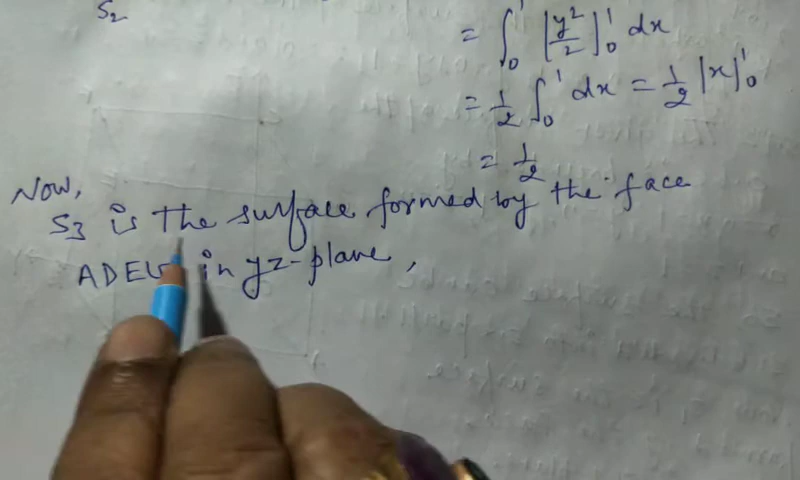 S₂
= ∫₀¹ |y²/2|₀¹ dx
= 1/2 ∫₀¹ dx = 1/2 |x|₀¹
= 1/2
Now,
S₃ is the surface formed by the face
in yz-plane,